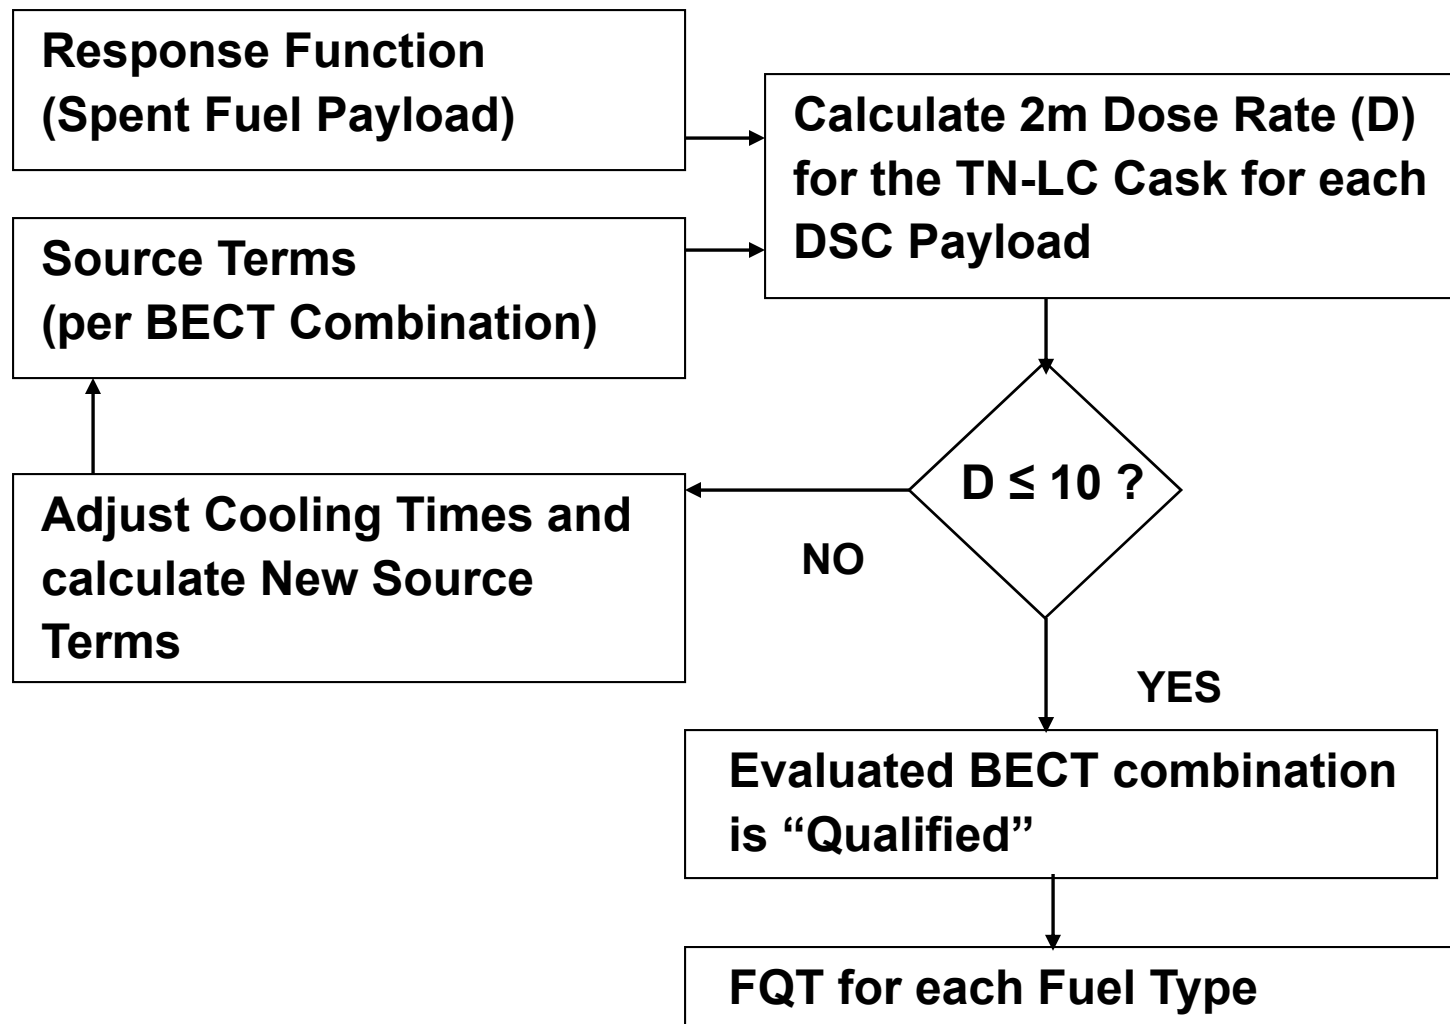 Response Function
(Spent Fuel Payload)
Calculate 2m Dose Rate (D)
for the TN-LC Cask for each
DSC Payload
Source Terms
(per BECT Combination)
D ≤ 10 ?
Adjust Cooling Times and
calculate New Source
Terms
NO
YES
Evaluated BECT combination
is “Qualified”
FQT for each Fuel Type